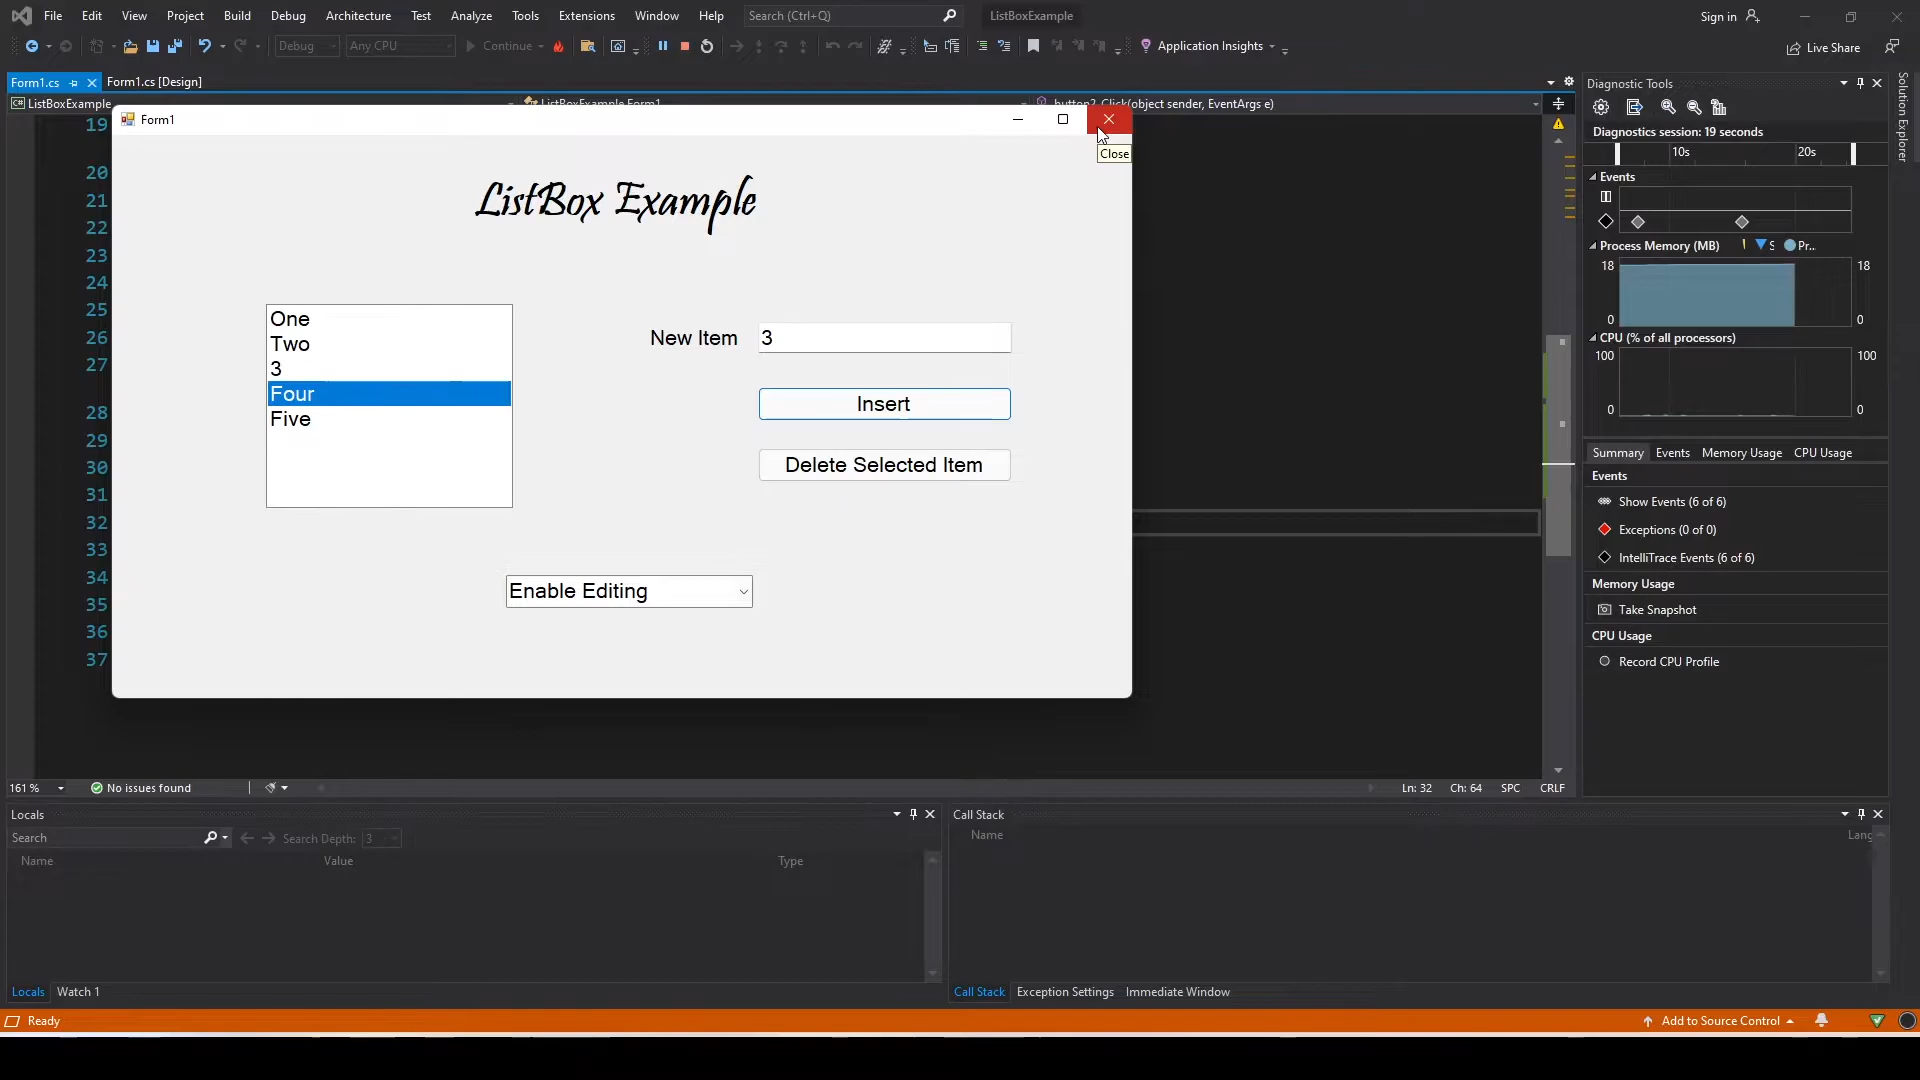 File Edit View Project Build Debug Architecture Test Analyze Tools Extensions Window Help Search (Ctrl+Q) ListBoxExample Sign in
Debug Any CPU Continue Application Insights Live Share
Form1.cs Form1.cs [Design]
ListBoxExample ListBoxExample.Form1 button2_Click(object sender, EventArgs e)
Form1
Close
ListBox Example
One
Two
3
Four
Five
New Item 3
Insert
Delete Selected Item
Enable Editing
19
20
21
22
23
24
25
26
27
28
29
30
31
32
33
34
35
36
37
161 % No issues found Ln: 32 Ch: 64 SPC CRLF
Diagnostic Tools
Diagnostics session: 19 seconds
10s 20s
Events
Process Memory (MB) S Pr...
18 18
0 0
CPU (% of all processors)
100 100
0 0
Summary Events Memory Usage CPU Usage
Events
Show Events (6 of 6)
Exceptions (0 of 0)
IntelliTrace Events (6 of 6)
Memory Usage
Take Snapshot
CPU Usage
Record CPU Profile
Solution Explorer
Locals
Search Search Depth: 3
Name Value Type
Locals Watch 1
Call Stack
Name Lang
Call Stack Exception Settings Immediate Window
Ready Add to Source Control